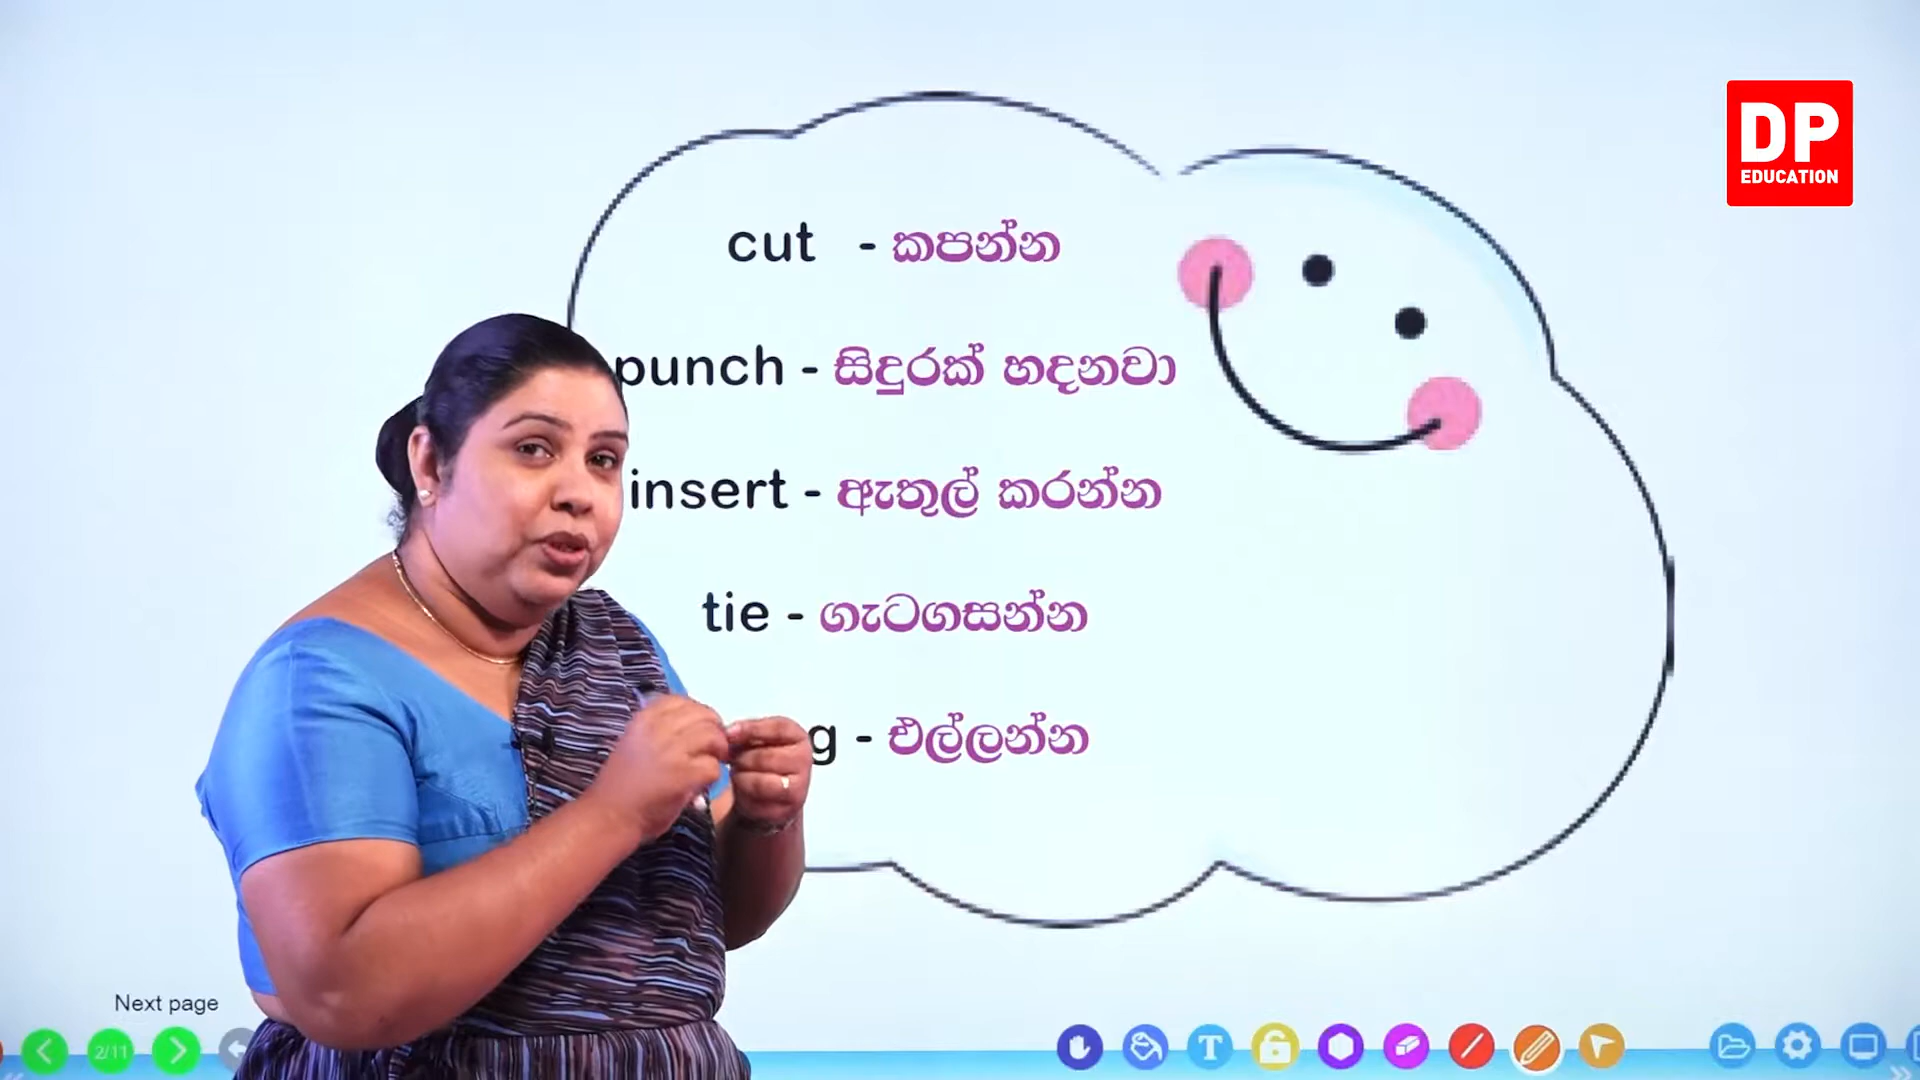 DP
EDUCATION
cut - කපන්න
punch - සිදුරක් හදනවා
insert - ඇතුල් කරන්න
tie - ගැටගසන්න
- එල්ලන්න
Next page
2/11